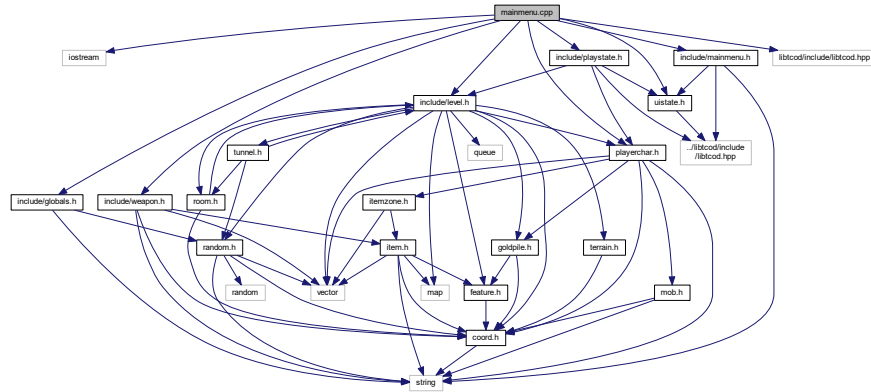 mainmenu.cpp
iostream
include/playstate.h
include/mainmenu.h
libtcod/include/libtcod.hpp
include/level.h
uistate.h
tunnel.h
queue
playerchar.h
../libtcod/include
/libtcod.hpp
include/globals.h
include/weapon.h
room.h
itemzone.h
random.h
item.h
goldpile.h
terrain.h
random
vector
map
feature.h
mob.h
coord.h
string